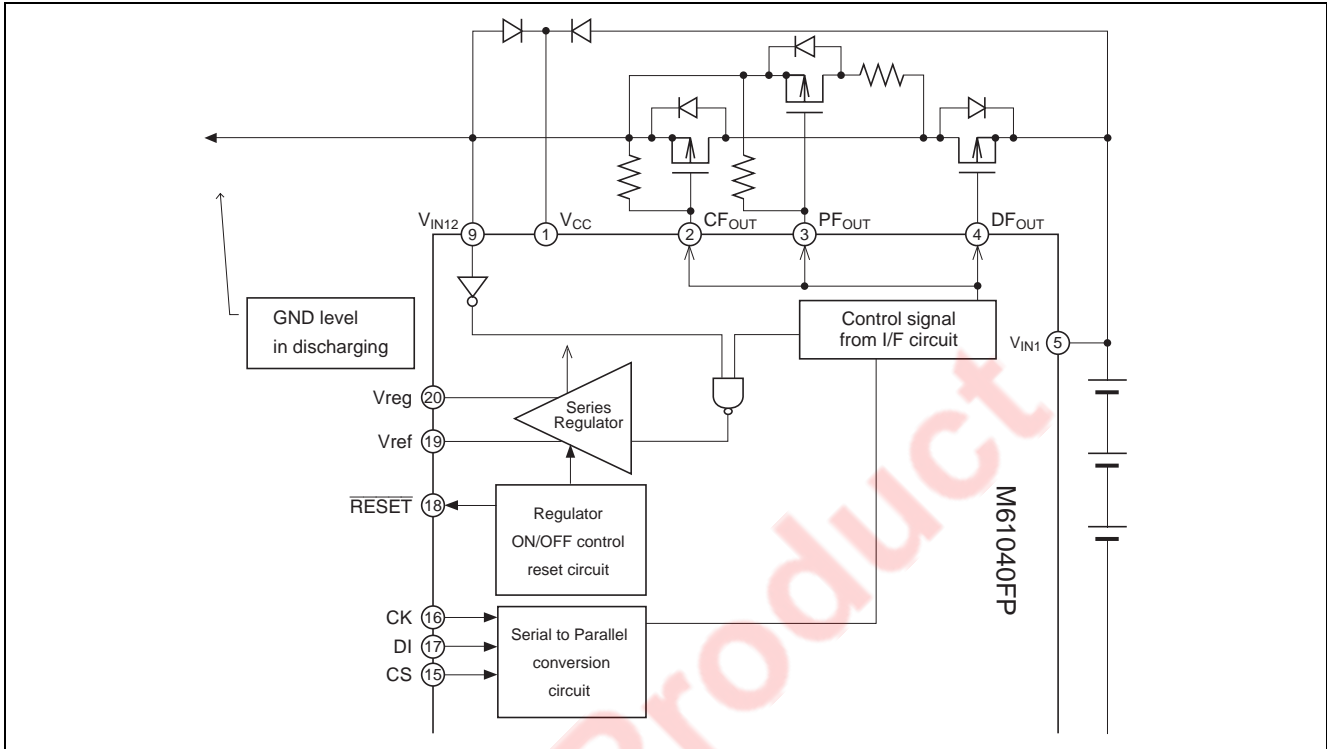 V_IN12
9
1
V_CC
2
CF_OUT
3
PF_OUT
4
DF_OUT
GND level
in discharging
Control signal
from I/F circuit
V_IN1
5
Vreg
20
Series
Regulator
Vref
19
RESET
18
Regulator
ON/OFF control
reset circuit
M61040FP
CK
16
DI
17
CS
15
Serial to Parallel
conversion
circuit
Product